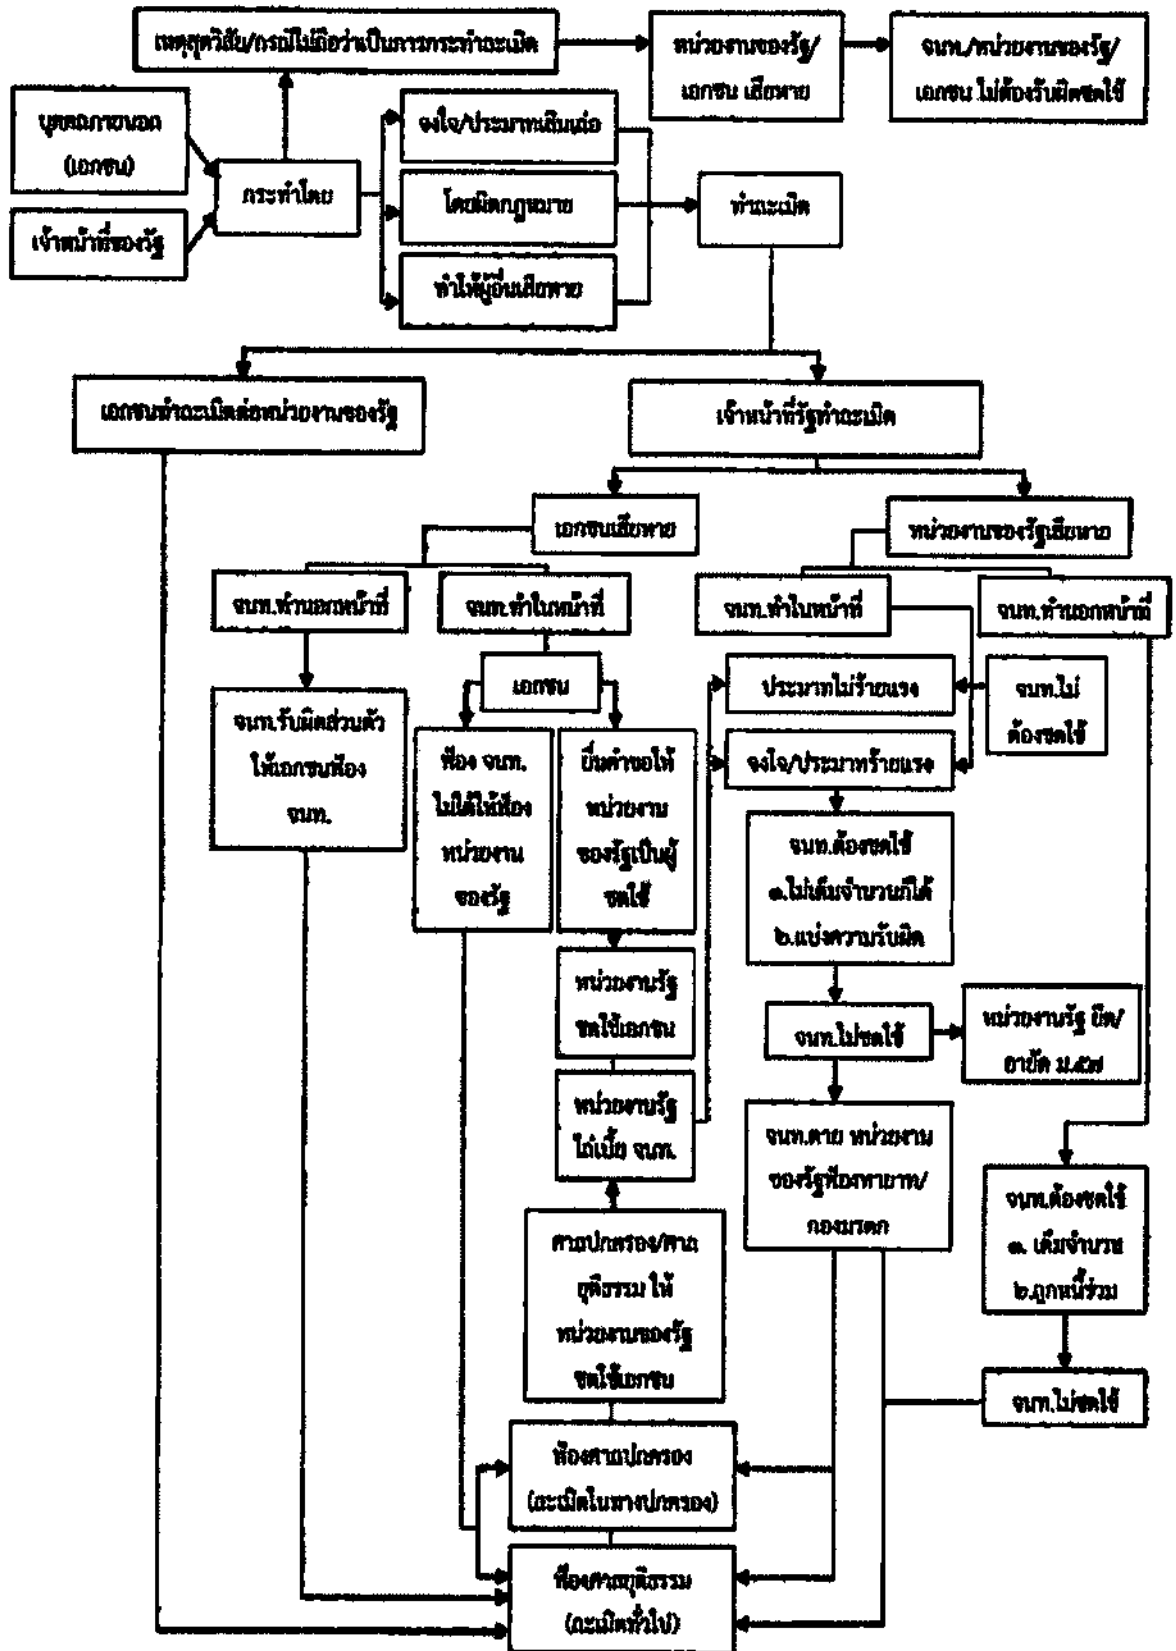 เหตุสุดวิสัย/กรณีไม่ถือว่าเป็นการกระทำละเมิด
หน่วยงานของรัฐ/
เอกชน เสียหาย
จนท./หน่วยงานของรัฐ/
เอกชน ไม่ต้องรับผิดชดใช้
บุคคลภายนอก
(เอกชน)
เจ้าหน้าที่ของรัฐ
กระทำโดย
จงใจ/ประมาทเลินเล่อ
โดยผิดกฎหมาย
ทำให้ผู้อื่นเสียหาย
ทำละเมิด
เอกชนทำละเมิดต่อหน่วยงานของรัฐ
เจ้าหน้าที่รัฐทำละเมิด
เอกชนเสียหาย
หน่วยงานของรัฐเสียหาย
จนท.ทำนอกหน้าที่
จนท.ทำในหน้าที่
จนท.ทำในหน้าที่
จนท.ทำนอกหน้าที่
เอกชน
ประมาทไม่ร้ายแรง
จนท.ไม่
ต้องชดใช้
จนท.รับผิดส่วนตัว
ให้เอกชนฟ้อง
จนท.
ฟ้อง จนท.
ไม่ได้ให้ฟ้อง
หน่วยงาน
ของรัฐ
ยื่นคำขอให้
หน่วยงาน
ของรัฐเป็นผู้
ชดใช้
จงใจ/ประมาทร้ายแรง
จนท.ต้องชดใช้
๑.ไม่เต็มจำนวนก็ได้
๒.แบ่งความรับผิด
หน่วยงานรัฐ
ชดใช้เอกชน
จนท.ไม่ชดใช้
หน่วยงานรัฐ ยึด/
อายัด ม.๕๗
หน่วยงานรัฐ
ไล่เบี้ย จนท.
จนท.ตาย หน่วยงาน
ของรัฐฟ้องทายาท/
กองมรดก
จนท.ต้องชดใช้
๑. เต็มจำนวน
๒.ลูกหนี้ร่วม
ศาลปกครอง/ศาล
ยุติธรรม ให้
หน่วยงานของรัฐ
ชดใช้เอกชน
จนท.ไม่ชดใช้
ฟ้องศาลปกครอง
(ละเมิดในทางปกครอง)
ฟ้องศาลยุติธรรม
(ละเมิดทั่วไป)